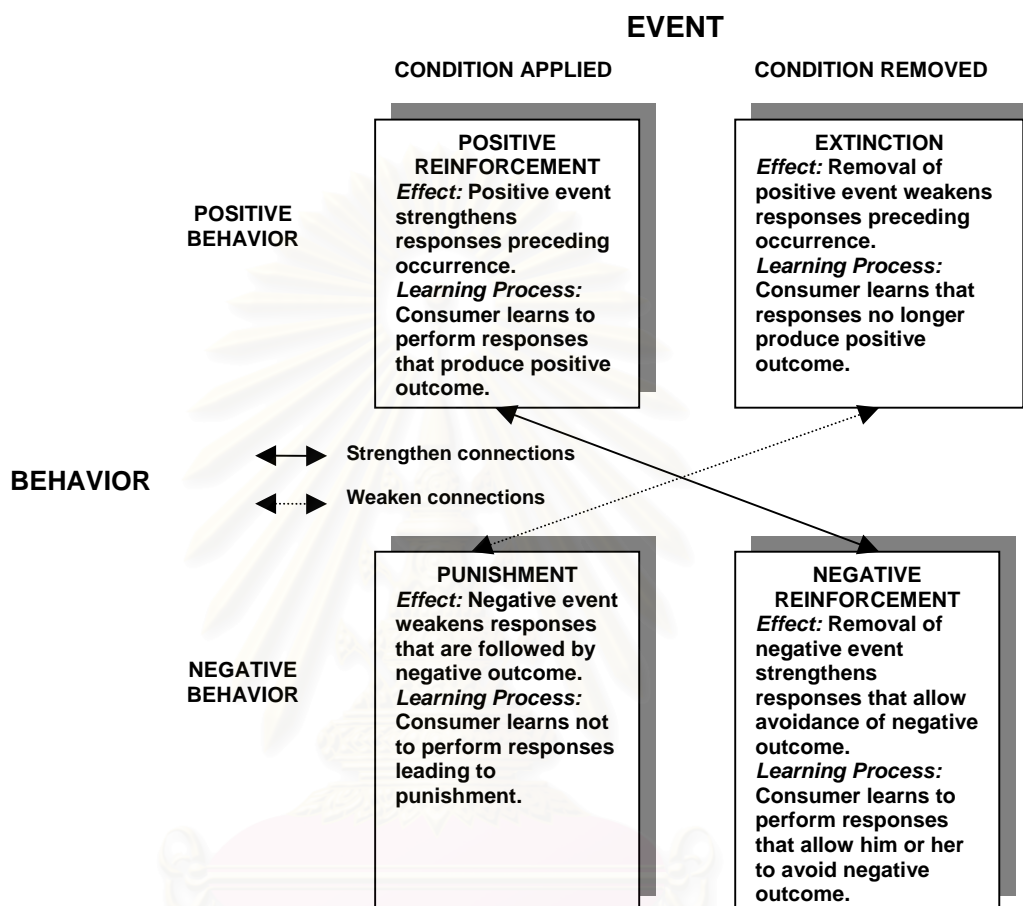 EVENT
CONDITION APPLIED
CONDITION REMOVED
POSITIVE
BEHAVIOR
POSITIVE
REINFORCEMENT
Effect: Positive event
strengthens
responses preceding
occurrence.
Learning Process:
Consumer learns to
perform responses
that produce positive
outcome.
EXTINCTION
Effect: Removal of
positive event weakens
responses preceding
occurrence.
Learning Process:
Consumer learns that
responses no longer
produce positive
outcome.
BEHAVIOR
Strengthen connections
Weaken connections
NEGATIVE
BEHAVIOR
PUNISHMENT
Effect: Negative event
weakens responses
that are followed by
negative outcome.
Learning Process:
Consumer learns not
to perform responses
leading to
punishment.
NEGATIVE
REINFORCEMENT
Effect: Removal of
negative event
strengthens
responses that allow
avoidance of negative
outcome.
Learning Process:
Consumer learns to
perform responses
that allow him or her
to avoid negative
outcome.